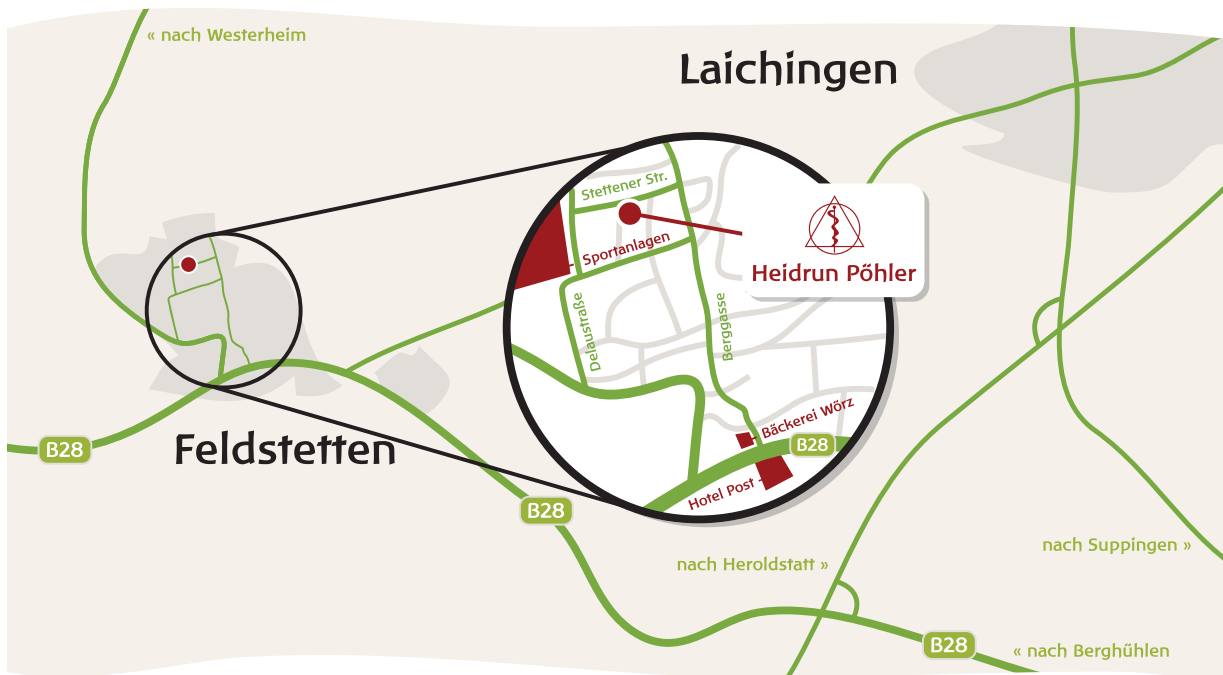 « nach Westerheim
Laichingen
Stettener Str.
Sportanlagen
Heidrun Pöhler
Delaustraße
Berggasse
Bäckerei Wörz
B28
Hotel Post
B28
Feldstetten
B28
nach Suppingen »
nach Heroldstatt »
B28
« nach Berghühlen